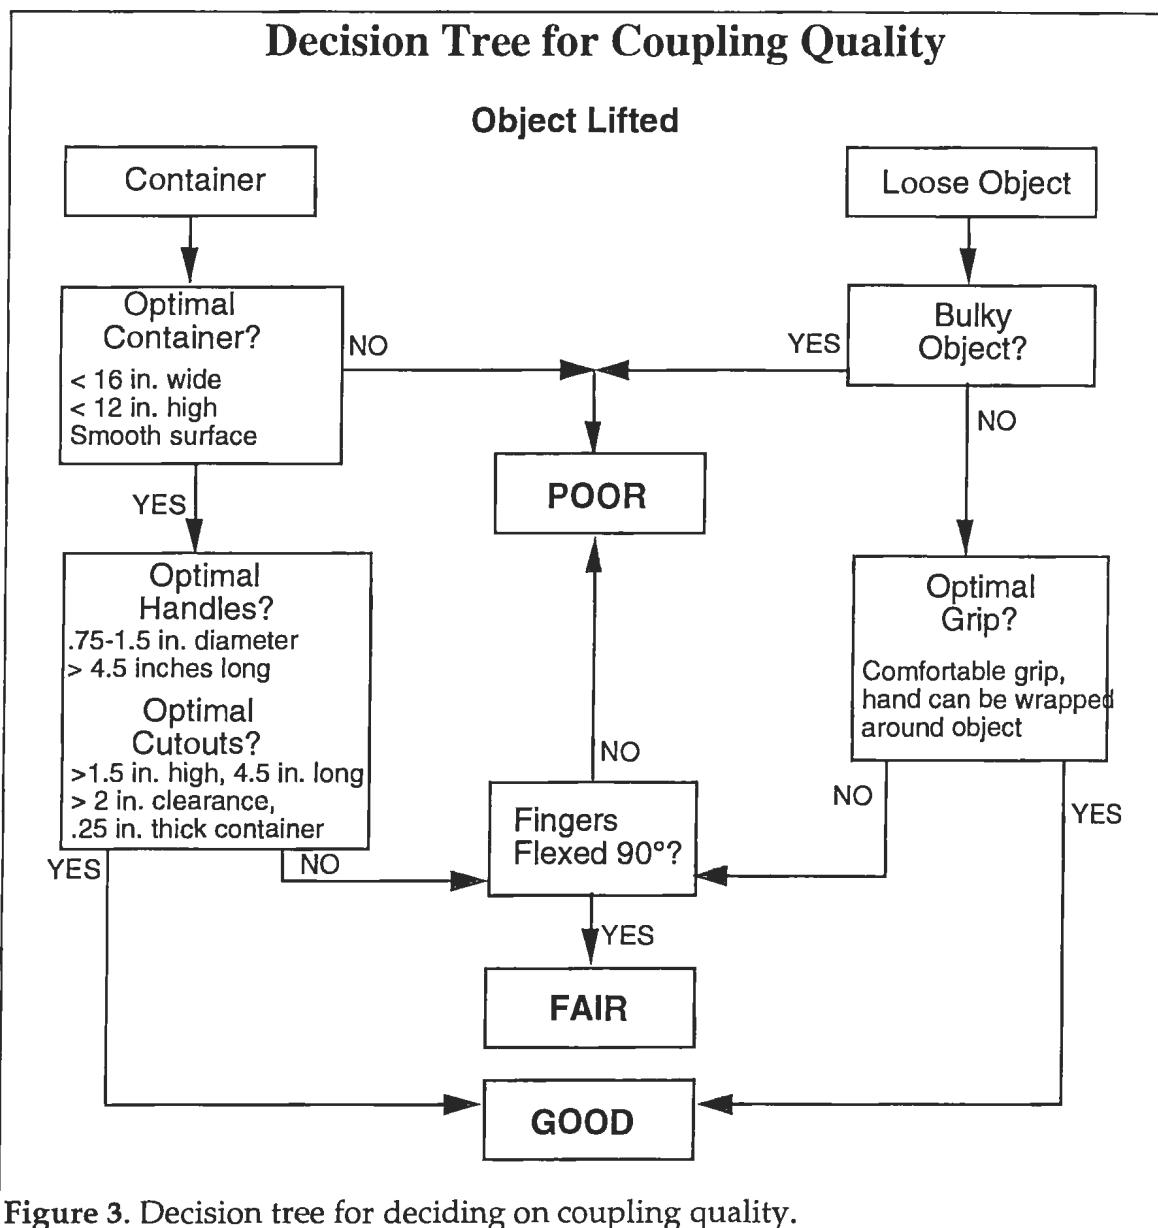 Decision Tree for Coupling Quality
Object Lifted
Container
Loose Object
Optimal
Container?
< 16 in. wide
< 12 in. high
Smooth surface
NO
YES
Bulky
Object?
NO
POOR
YES
Optimal
Handles?
.75-1.5 in. diameter
> 4.5 inches long
Optimal
Cutouts?
>1.5 in. high, 4.5 in. long
> 2 in. clearance,
.25 in. thick container
Optimal
Grip?
Comfortable grip,
hand can be wrapped
around object
NO
Fingers
Flexed 90°?
NO
YES
YES
NO
YES
FAIR
GOOD
Figure 3. Decision tree for deciding on coupling quality.